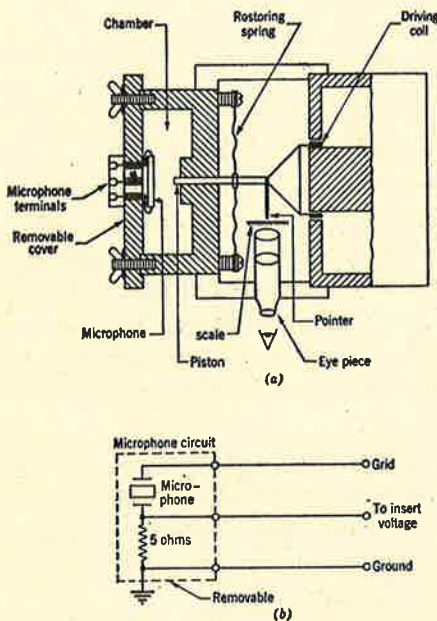 Chamber
Rostoring
spring
Driving
coil
Microphone
terminals
Removable
cover
Microphone
Piston
scale
Pointer
Eye piece
(a)
Microphone circuit
Micro-
phone
5 ohms
Grid
To insert
voltage
Ground
Removable
(b)